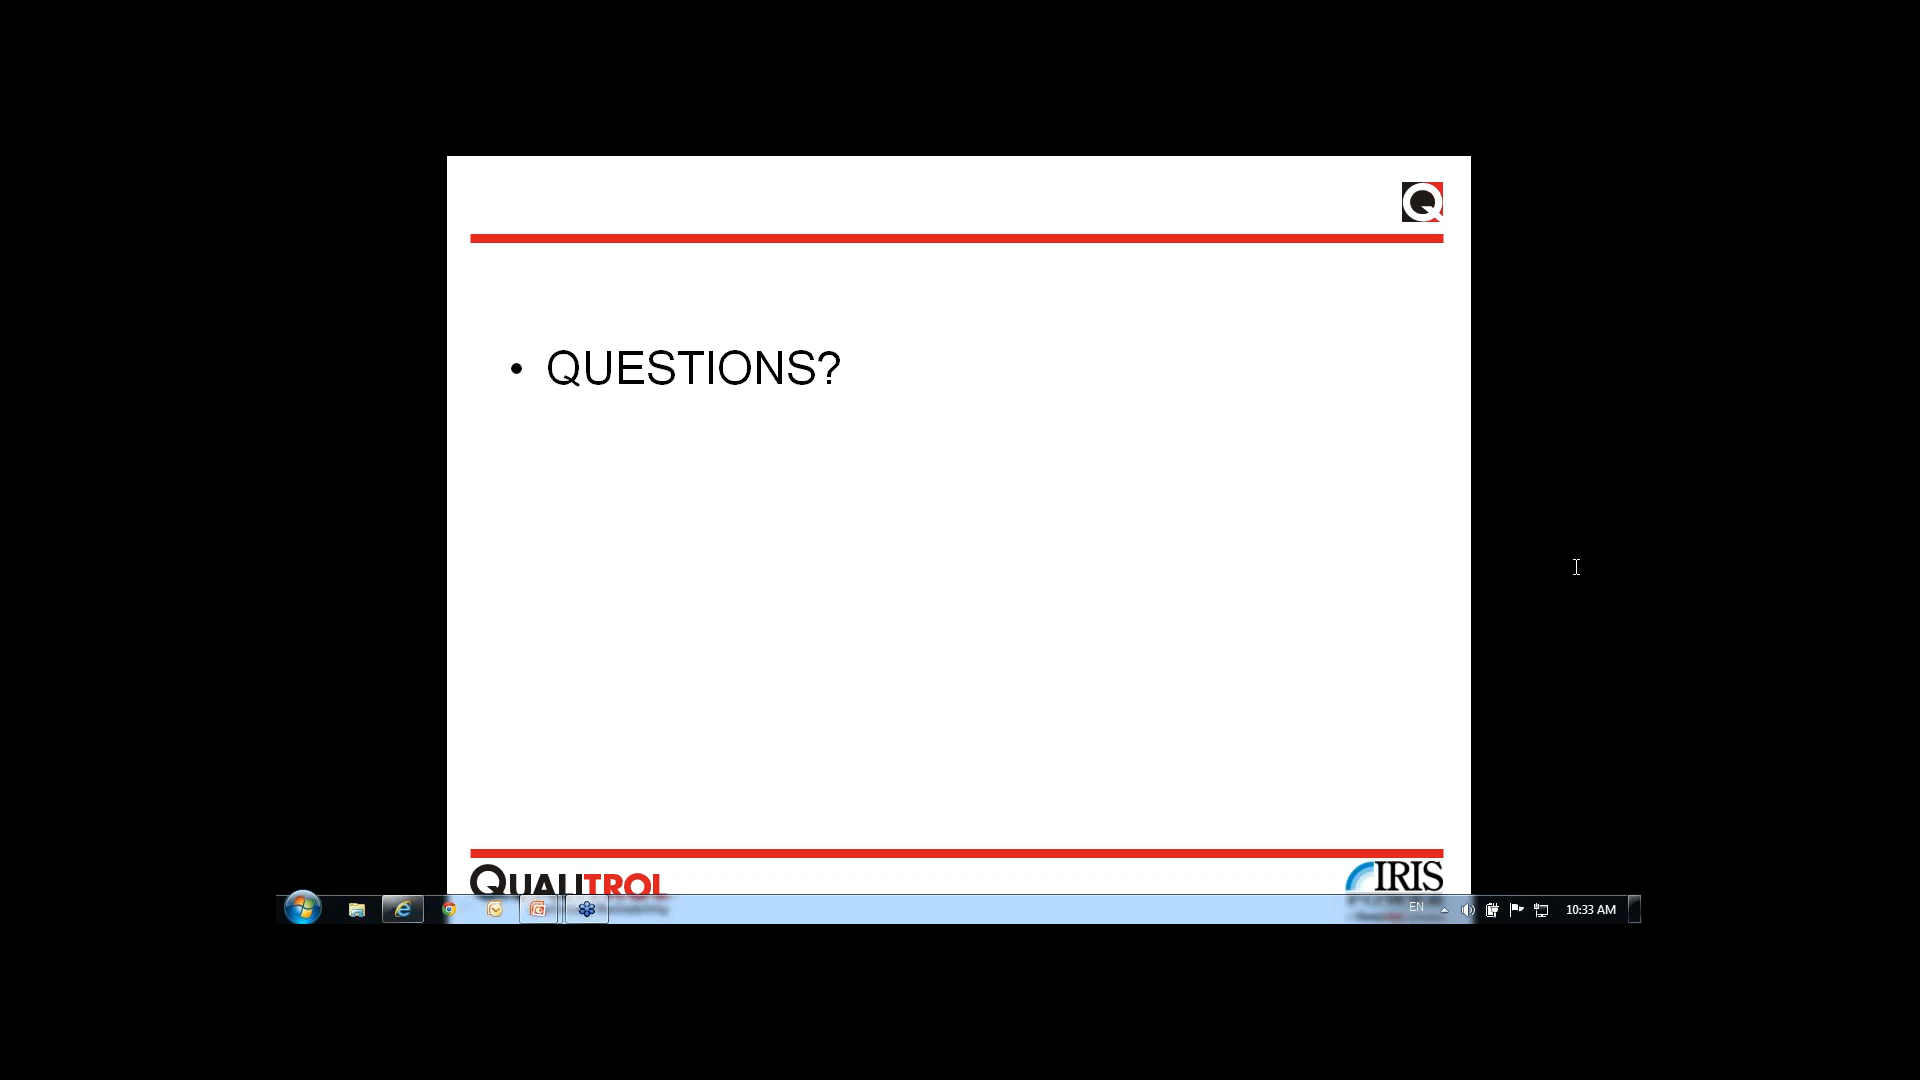 Q
• QUESTIONS?
QUALITROL
IRIS
EN
10:33 AM